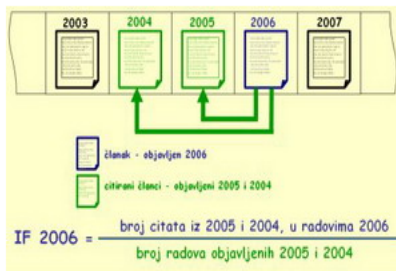 2003 2004 2005 2006 2007
članak - objavljen 2006
citirani članci - objavljeni 2005 i 2004
IF 2006 =
broj citata iz 2005 i 2004, u radovima 2006
broj radova objavljenih 2005 i 2004